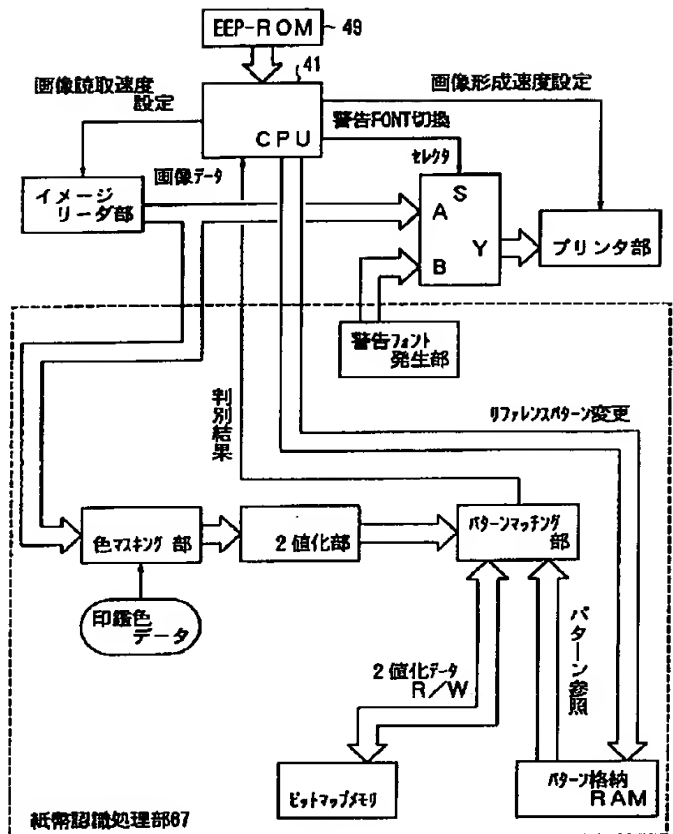 EEP-ROM
49
41
画像読取速度
設定
画像形成速度設定
CPU
警告FONT切換
画像データ
セレクタ
イメージ
リーダ部
A
S
B
Y
プリンタ部
警告フォント
発生部
判別結果
リファレンスパターン変更
色マスキング部
2値化部
パターンマッチング
部
印鑑色
データ
2値化データ
R/W
パターン参照
ビットマップメモリ
パターン格納
RAM
紙幣認識処理部67